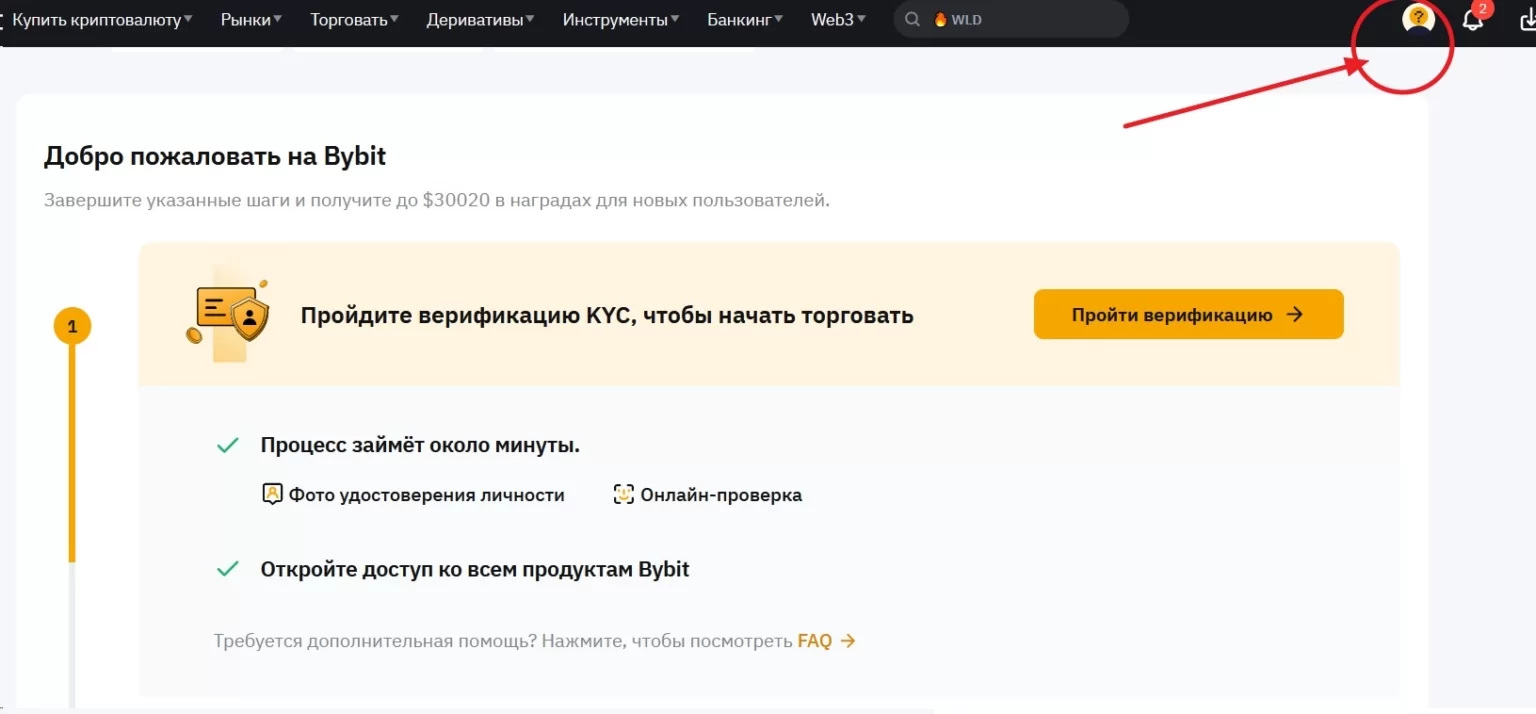 Купить криптовалюту Рынки Торговать Деривативы Инструменты Банкинг Web3 WLD 2
Добро пожаловать на Bybit
Завершите указанные шаги и получите до $30020 в наградах для новых пользователей.
1
Пройдите верификацию KYC, чтобы начать торговать
Пройти верификацию →
Процесс займёт около минуты.
Фото удостоверения личности Онлайн-проверка
Откройте доступ ко всем продуктам Bybit
Требуется дополнительная помощь? Нажмите, чтобы посмотреть FAQ →